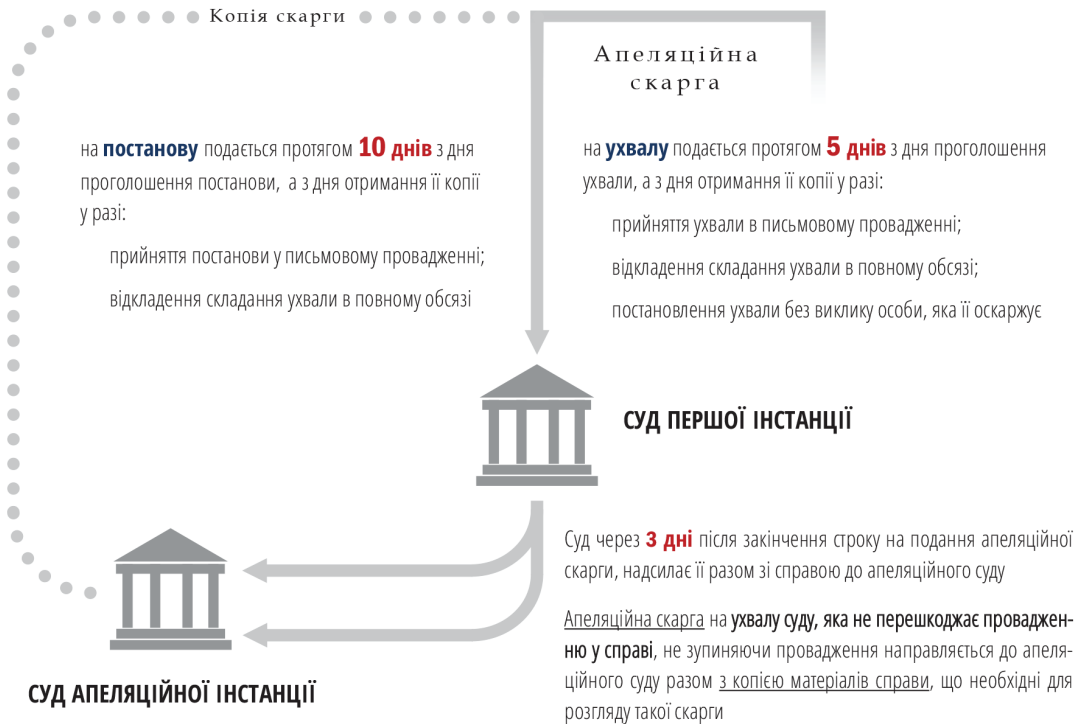 Копія скарги
Апеляційна
скарга
на постанову подається протягом 10 днів з дня
проголошення постанови, а з дня отримання її копії
у разі:
прийняття постанови у письмовому провадженні;
відкладення складання ухвали в повному обсязі
на ухвалу подається протягом 5 днів з дня проголошення
ухвали, а з дня отримання її копії у разі:
прийняття ухвали в письмовому провадженні;
відкладення складання ухвали в повному обсязі;
постановлення ухвали без виклику особи, яка її оскаржує
СУД ПЕРШОЇ ІНСТАНЦІЇ
Суд через 3 дні після закінчення строку на подання апеляційної
скарги, надсилає її разом зі справою до апеляційного суду
Апеляційна скарга на ухвалу суду, яка не перешкоджає проваджен-
ню у справі, не зупиняючи провадження направляється до апеля-
ційного суду разом з копією матеріалів справи, що необхідні для
розгляду такої скарги
СУД АПЕЛЯЦІЙНОЇ ІНСТАНЦІЇ